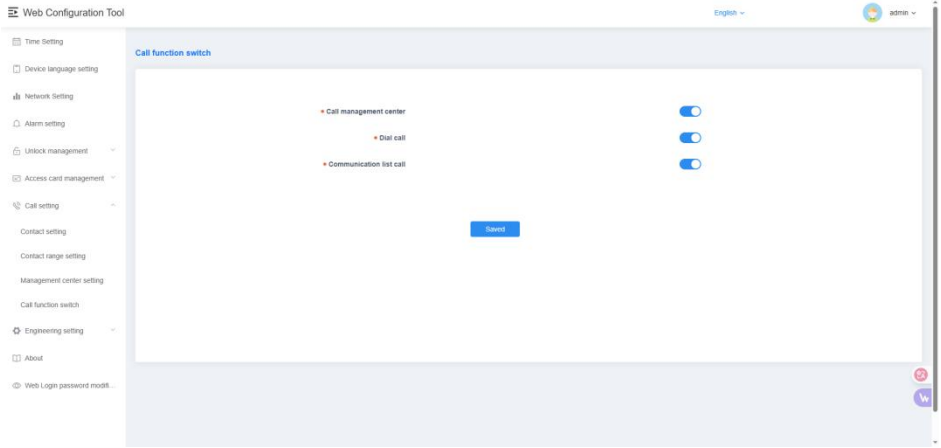 Web Configuration Tool
English
admin
Time Setting
Device language setting
Network Setting
Alarm setting
Unlock management
Access card management
Call setting
Contact setting
Contact range setting
Management center setting
Call function switch
Engineering setting
About
Web Login password modifi...
Call function switch
* Call management center
* Dial call
* Communication list call
Saved